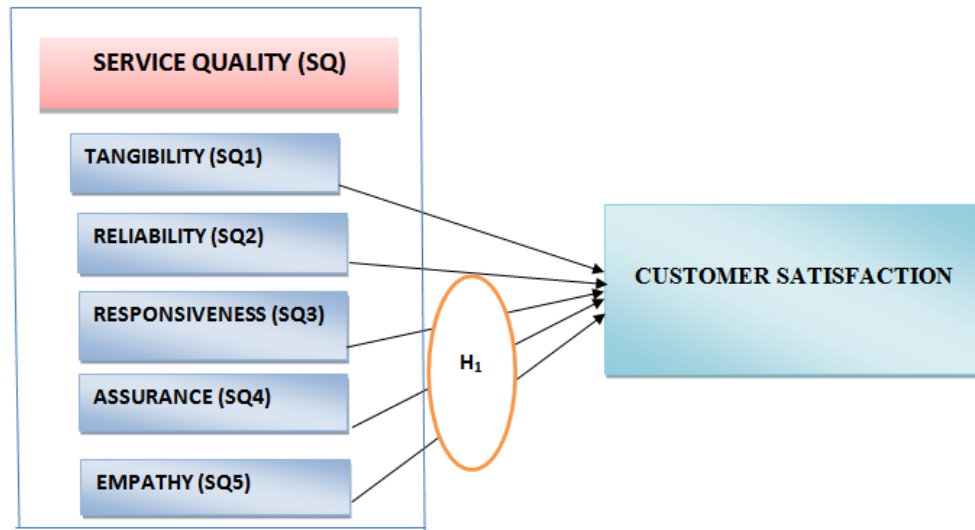 SERVICE QUALITY (SQ)
TANGIBILITY (SQ1)
RELIABILITY (SQ2)
RESPONSIVENESS (SQ3)
ASSURANCE (SQ4)
EMPATHY (SQ5)
H₁
CUSTOMER SATISFACTION